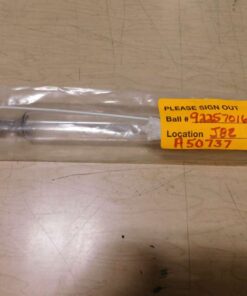 PLEASE SIGN OUT
Ball # 92257016
Location JB2
A50737